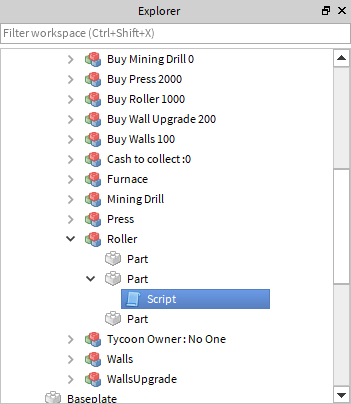 Explorer
Filter workspace (Ctrl+Shift+X)
Buy Mining Drill 0
Buy Press 2000
Buy Roller 1000
Buy Wall Upgrade 200
Buy Walls 100
Cash to collect :0
Furnace
Mining Drill
Press
Roller
Part
Part
Script
Part
Tycoon Owner : No One
Walls
WallsUpgrade
Baseplate